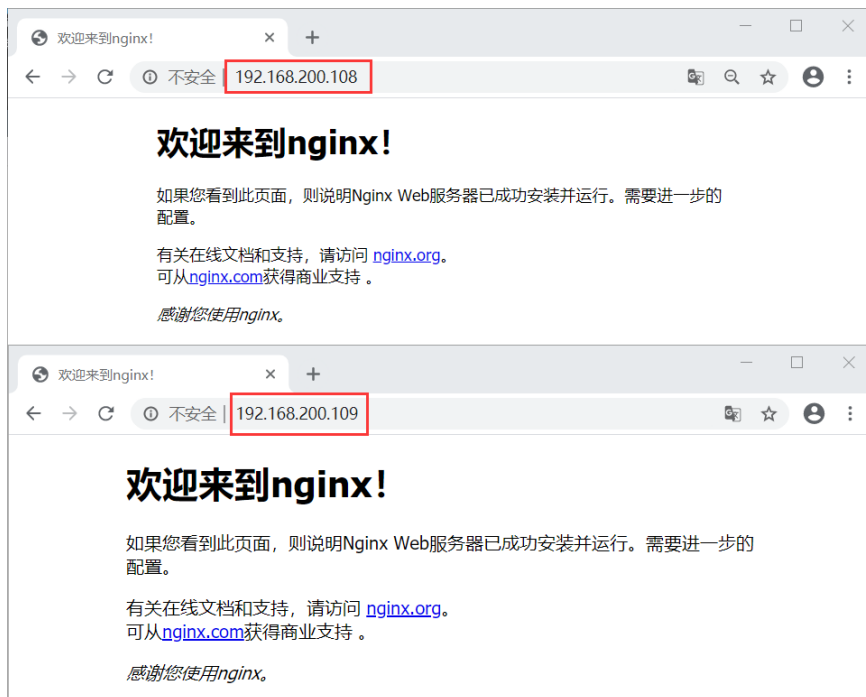 欢迎来到nginx!
不安全 | 192.168.200.108
欢迎来到nginx!
如果您看到此页面，则说明Nginx Web服务器已成功安装并运行。需要进一步的
配置。
有关在线文档和支持，请访问 nginx.org。
可从nginx.com获得商业支持 。
感谢您使用nginx。
欢迎来到nginx!
不安全 | 192.168.200.109
欢迎来到nginx!
如果您看到此页面，则说明Nginx Web服务器已成功安装并运行。需要进一步的
配置。
有关在线文档和支持，请访问 nginx.org。
可从nginx.com获得商业支持 。
感谢您使用nginx。